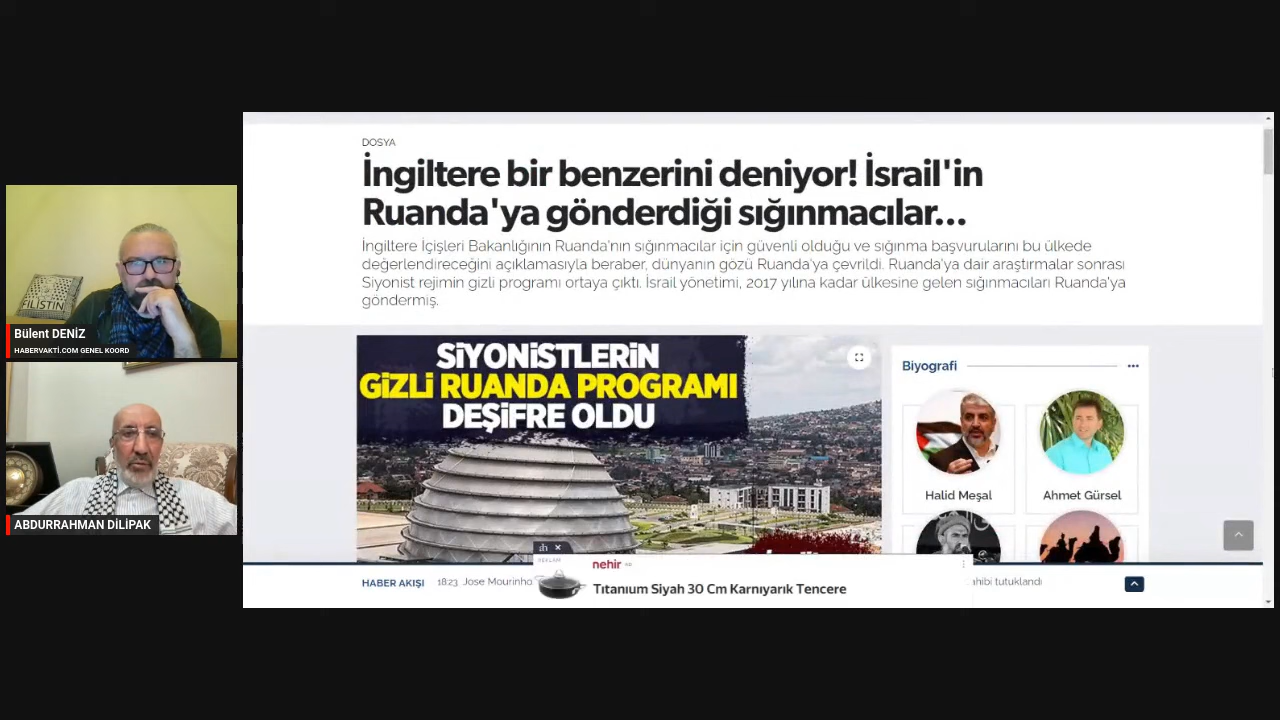 DOSYA
İngiltere bir benzerini deniyor! İsrail'in
Ruanda'ya gönderdiği sığınmacılar...
İngiltere İçişleri Bakanlığının Ruanda'nın sığınmacılar için güvenli olduğu ve sığınma başvurularını bu ülkede
değerlendireceğini açıklamasıyla beraber, dünyanın gözü Ruanda'ya çevrildi. Ruanda'ya dair araştırmalar sonrası
Siyonist rejimin gizli programı ortaya çıktı. İsrail yönetimi, 2017 yılına kadar ülkesine gelen sığınmacıları Ruanda'ya
göndermiş.
FİLİSTİN
Bülent DENİZ
HABERVAKTİ.COM GENEL KOORD
ABDURRAHMAN DİLİPAK
SİYONİSTLERİN
GİZLİ RUANDA PROGRAMI
DEŞİFRE OLDU
Biyografi
Halid Meşal
Ahmet Gürsel
REKLAM
nehir AD
Titanium Siyah 30 Cm Karnıyarık Tencere
HABER AKIŞI
18:23 Jose Mourinho
ahibi tutuklandı